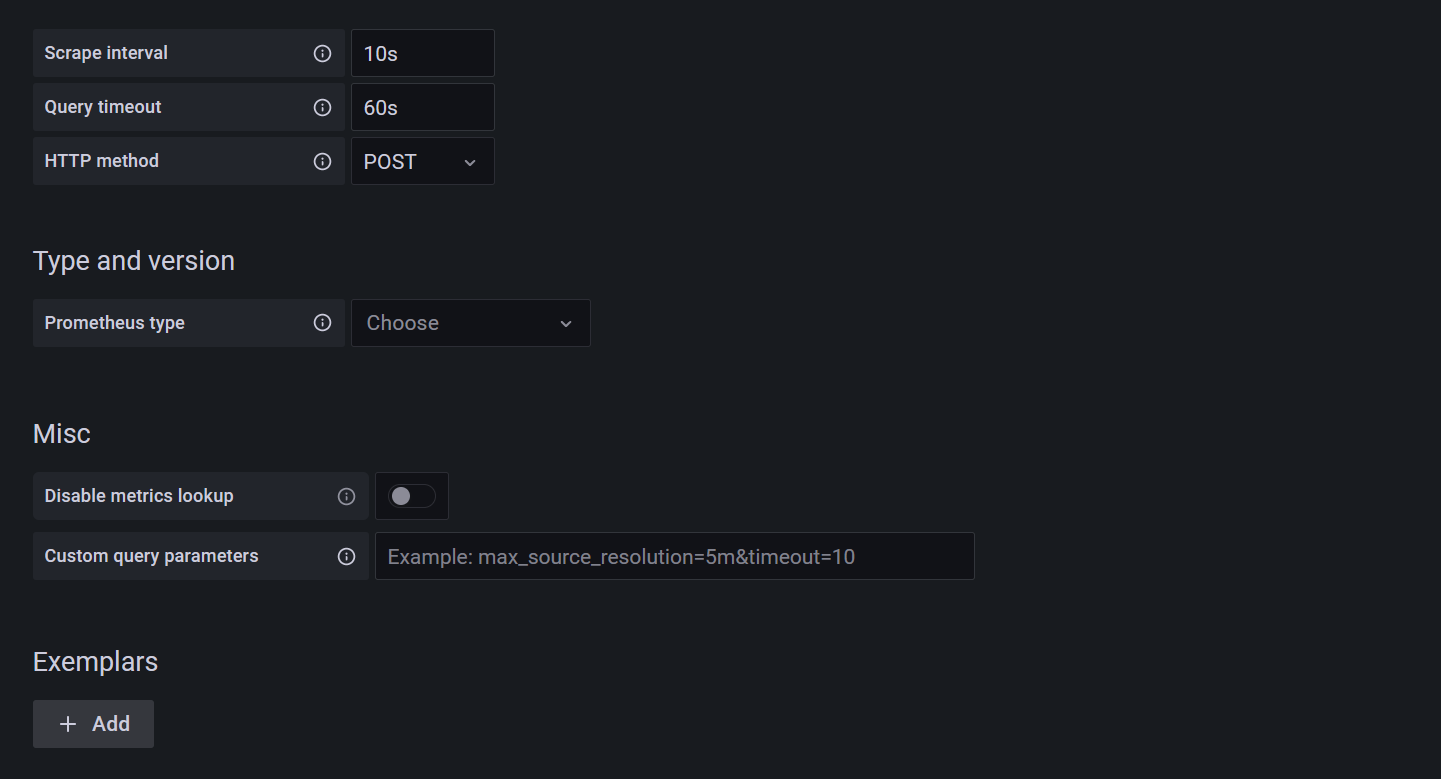 Scrape interval 10s
Query timeout 60s
HTTP method POST
Type and version
Prometheus type Choose
Misc
Disable metrics lookup
Custom query parameters Example: max_source_resolution=5m&timeout=10
Exemplars
+ Add